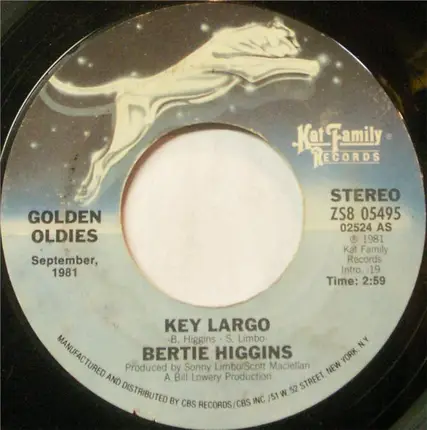 Kat Family
RECORDS
GOLDEN
OLDIES
September,
1981
STEREO
ZS8 05495
02524 AS
℗ 1981
Kat Family
Records
Intro. :19
Time: 2:59
KEY LARGO
-B. Higgins - S. Limbo-
BERTIE HIGGINS
Produced by Sonny Limbo/Scott Maclellan
A Bill Lowery Production
MANUFACTURED AND DISTRIBUTED BY CBS RECORDS/CBS INC./51 W. 52 STREET, NEW YORK, N.Y.